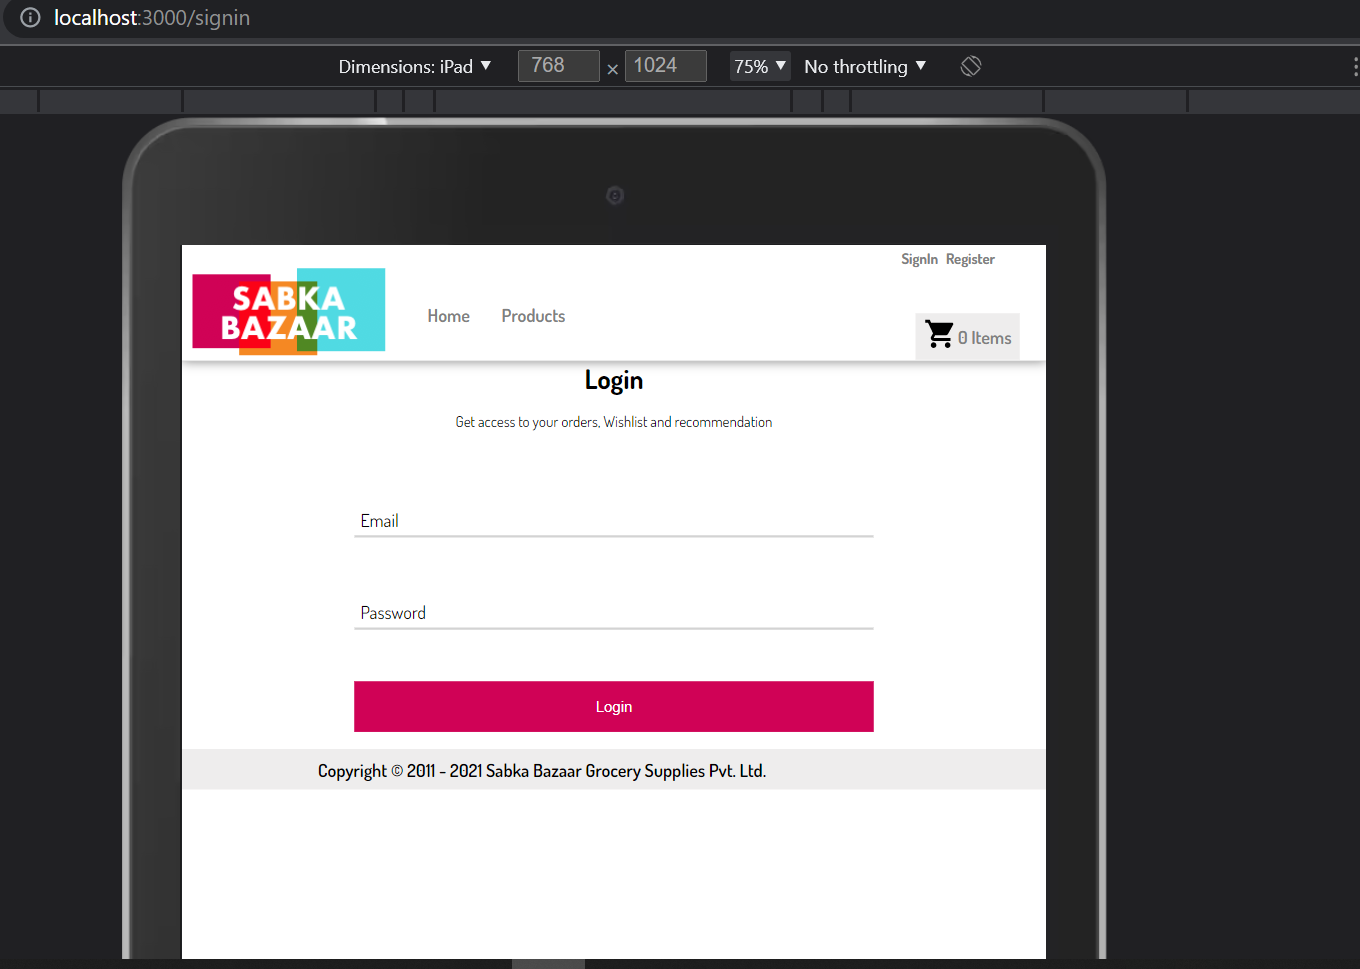 localhost:3000/signin
Dimensions: iPad ▼ 768 × 1024 75% ▼ No throttling ▼
SignIn Register
SABKA
BAZAAR
Home Products
0 Items
Login
Get access to your orders, Wishlist and recommendation
Email
Password
Login
Copyright © 2011 - 2021 Sabka Bazaar Grocery Supplies Pvt. Ltd.